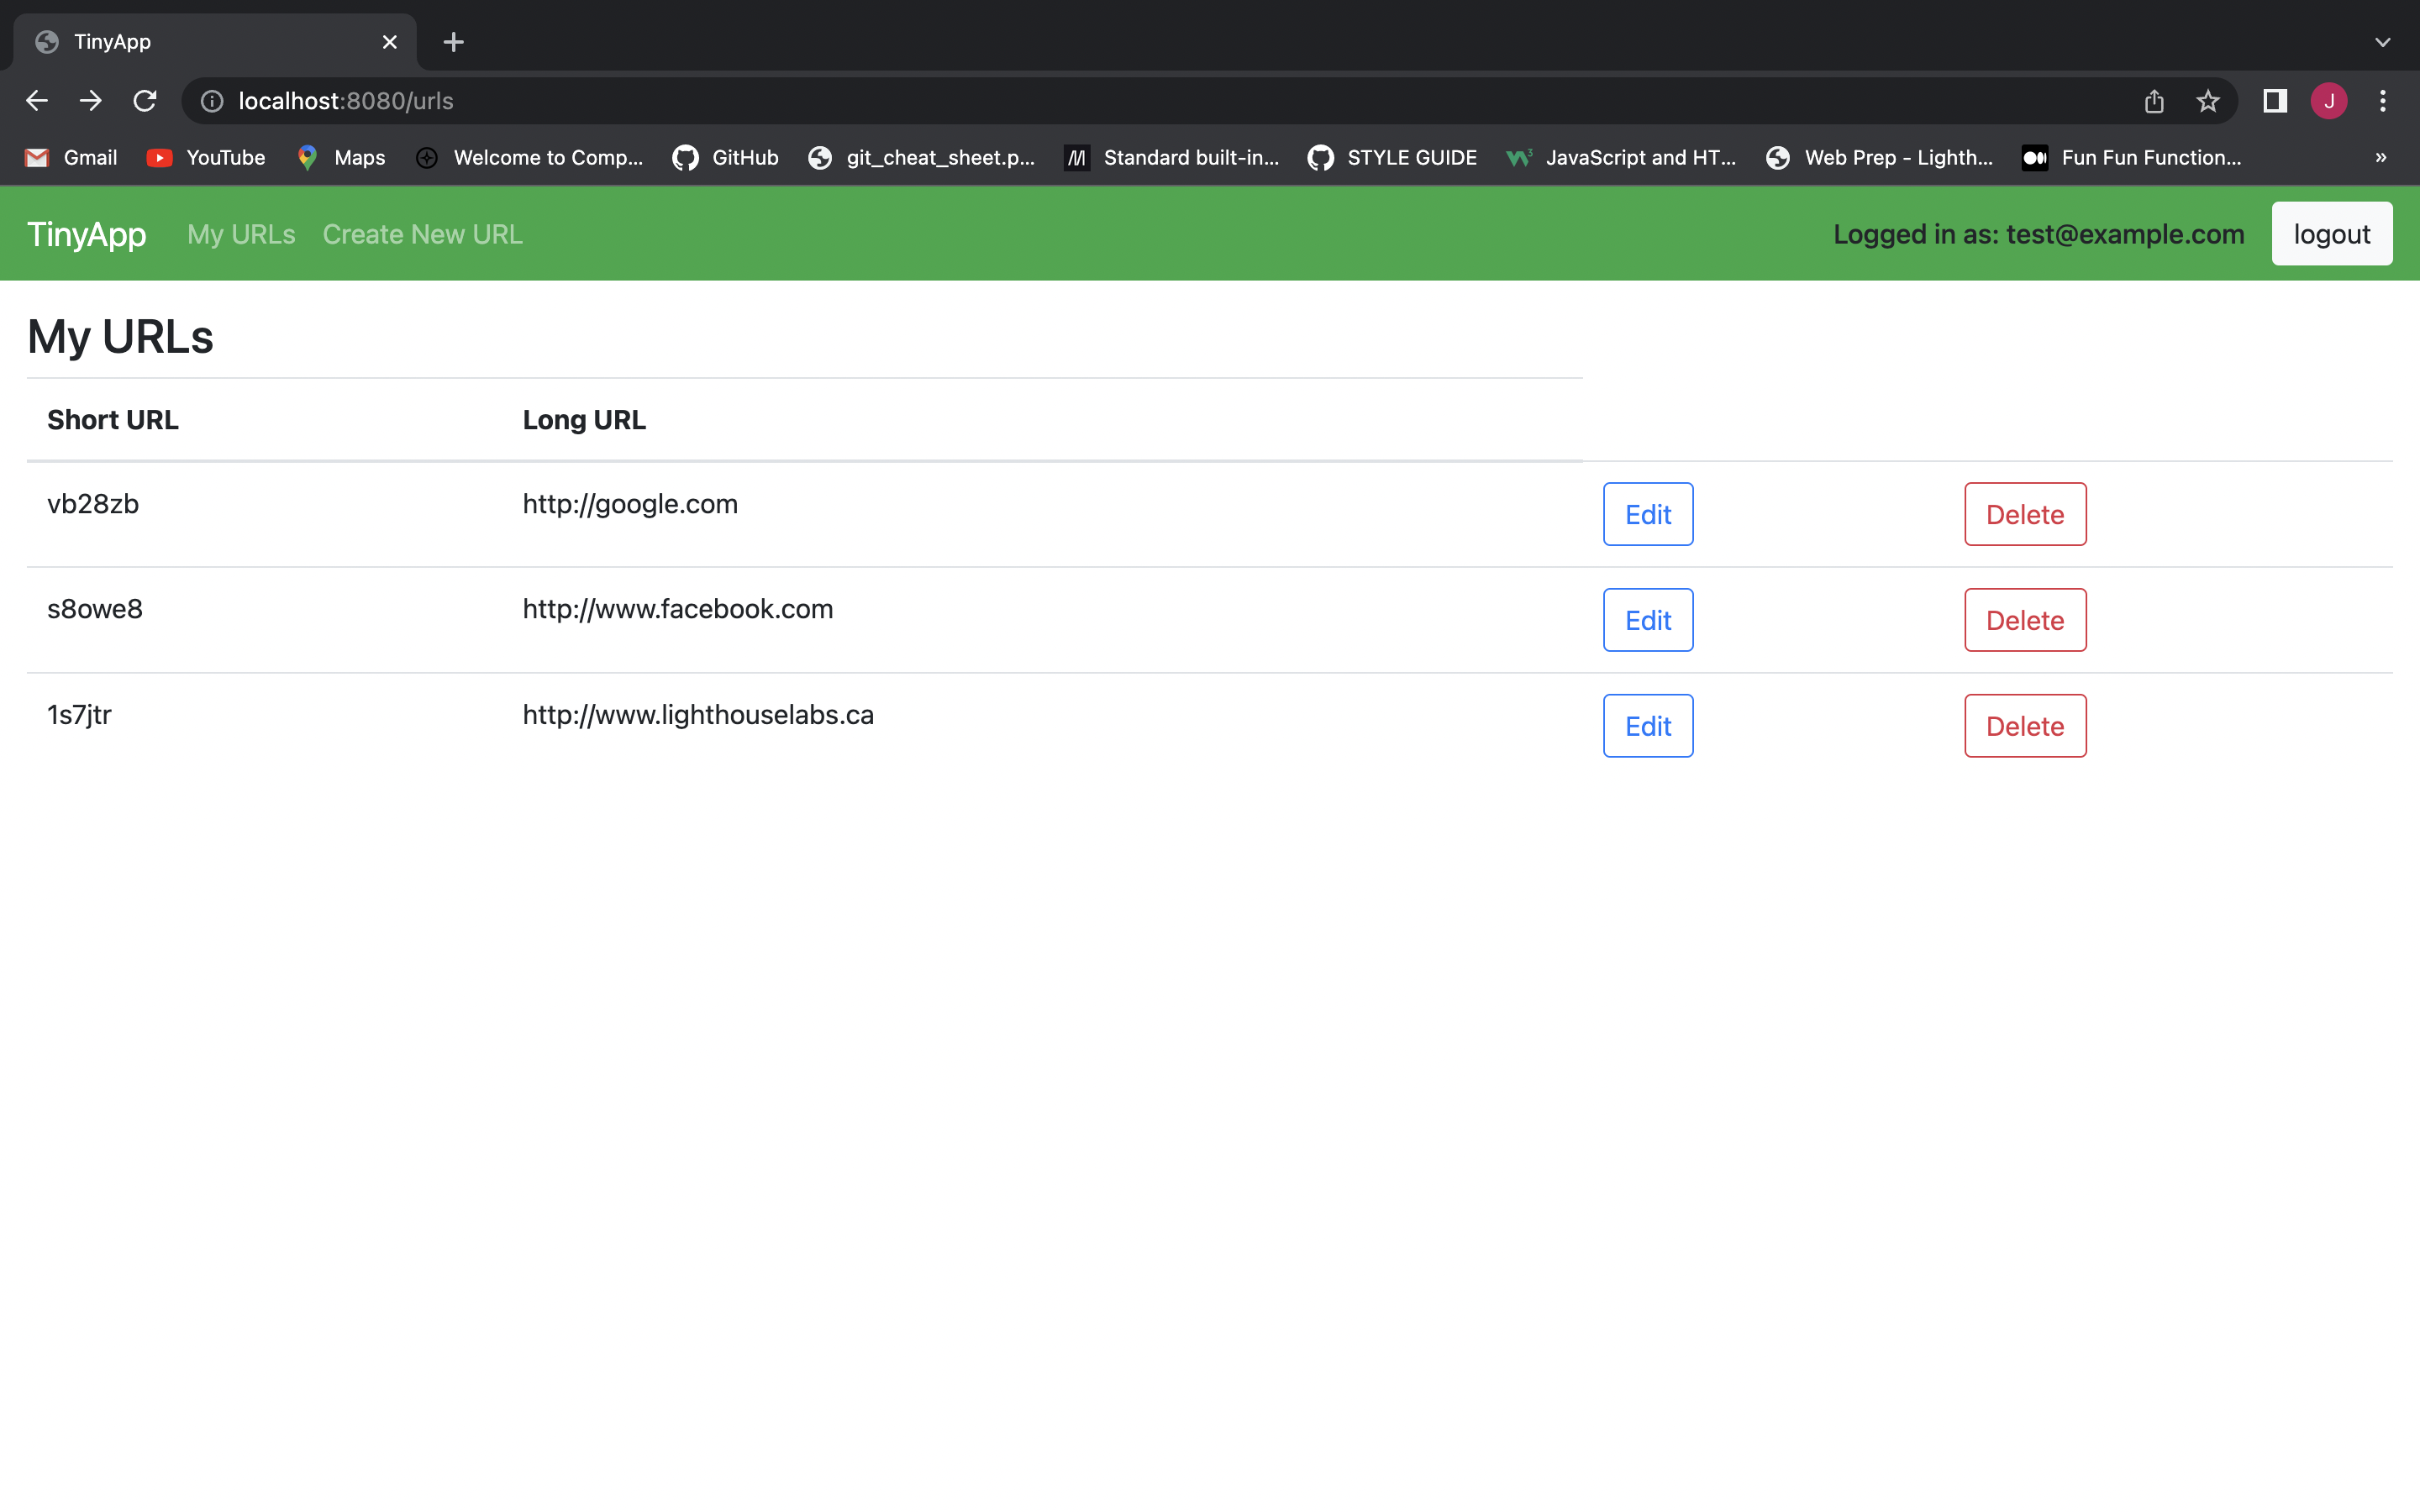 TinyApp
localhost:8080/urls
J
Gmail YouTube Maps Welcome to Comp... GitHub git_cheat_sheet.p... Standard built-in... STYLE GUIDE JavaScript and HT... Web Prep - Lighth... Fun Fun Function... »
TinyApp My URLs Create New URL Logged in as: test@example.com logout
My URLs
Short URL Long URL
vb28zb http://google.com Edit Delete
s8owe8 http://www.facebook.com Edit Delete
1s7jtr http://www.lighthouselabs.ca Edit Delete